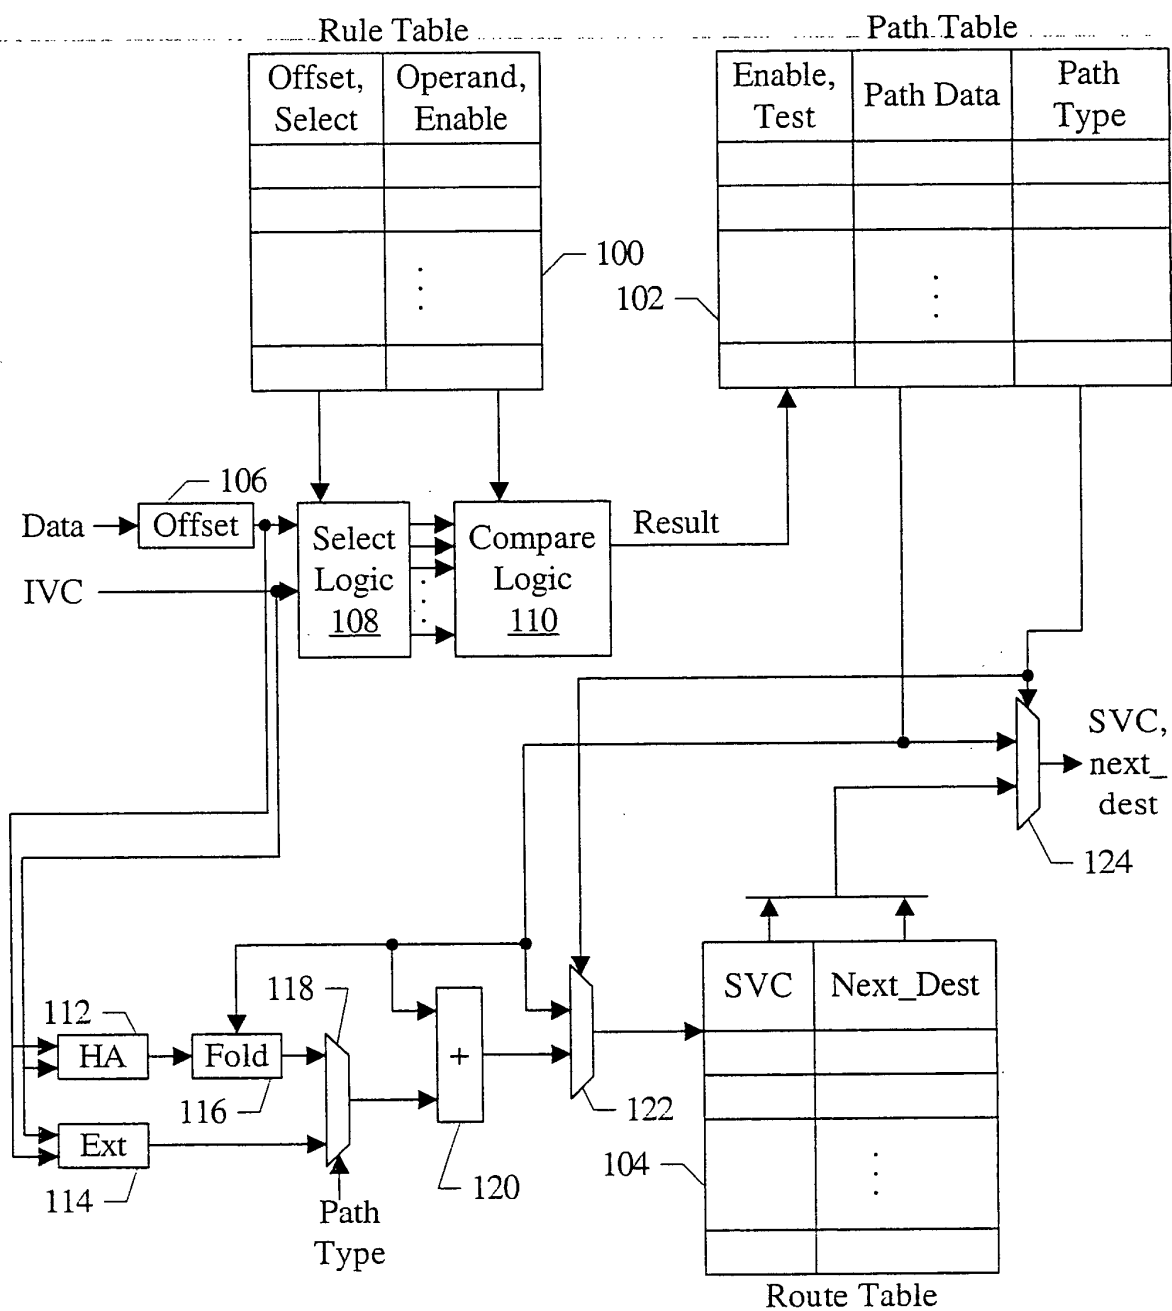 Rule Table
Path Table
Offset,
Select
Operand,
Enable
Enable,
Test
Path Data
Path
Type
100
102
106
Data
Offset
IVC
Select
Logic
108
Compare
Logic
110
Result
SVC,
next_
dest
124
112
HA
Fold
116
118
Ext
114
Path
Type
+
120
122
SVC
Next_Dest
104
Route Table